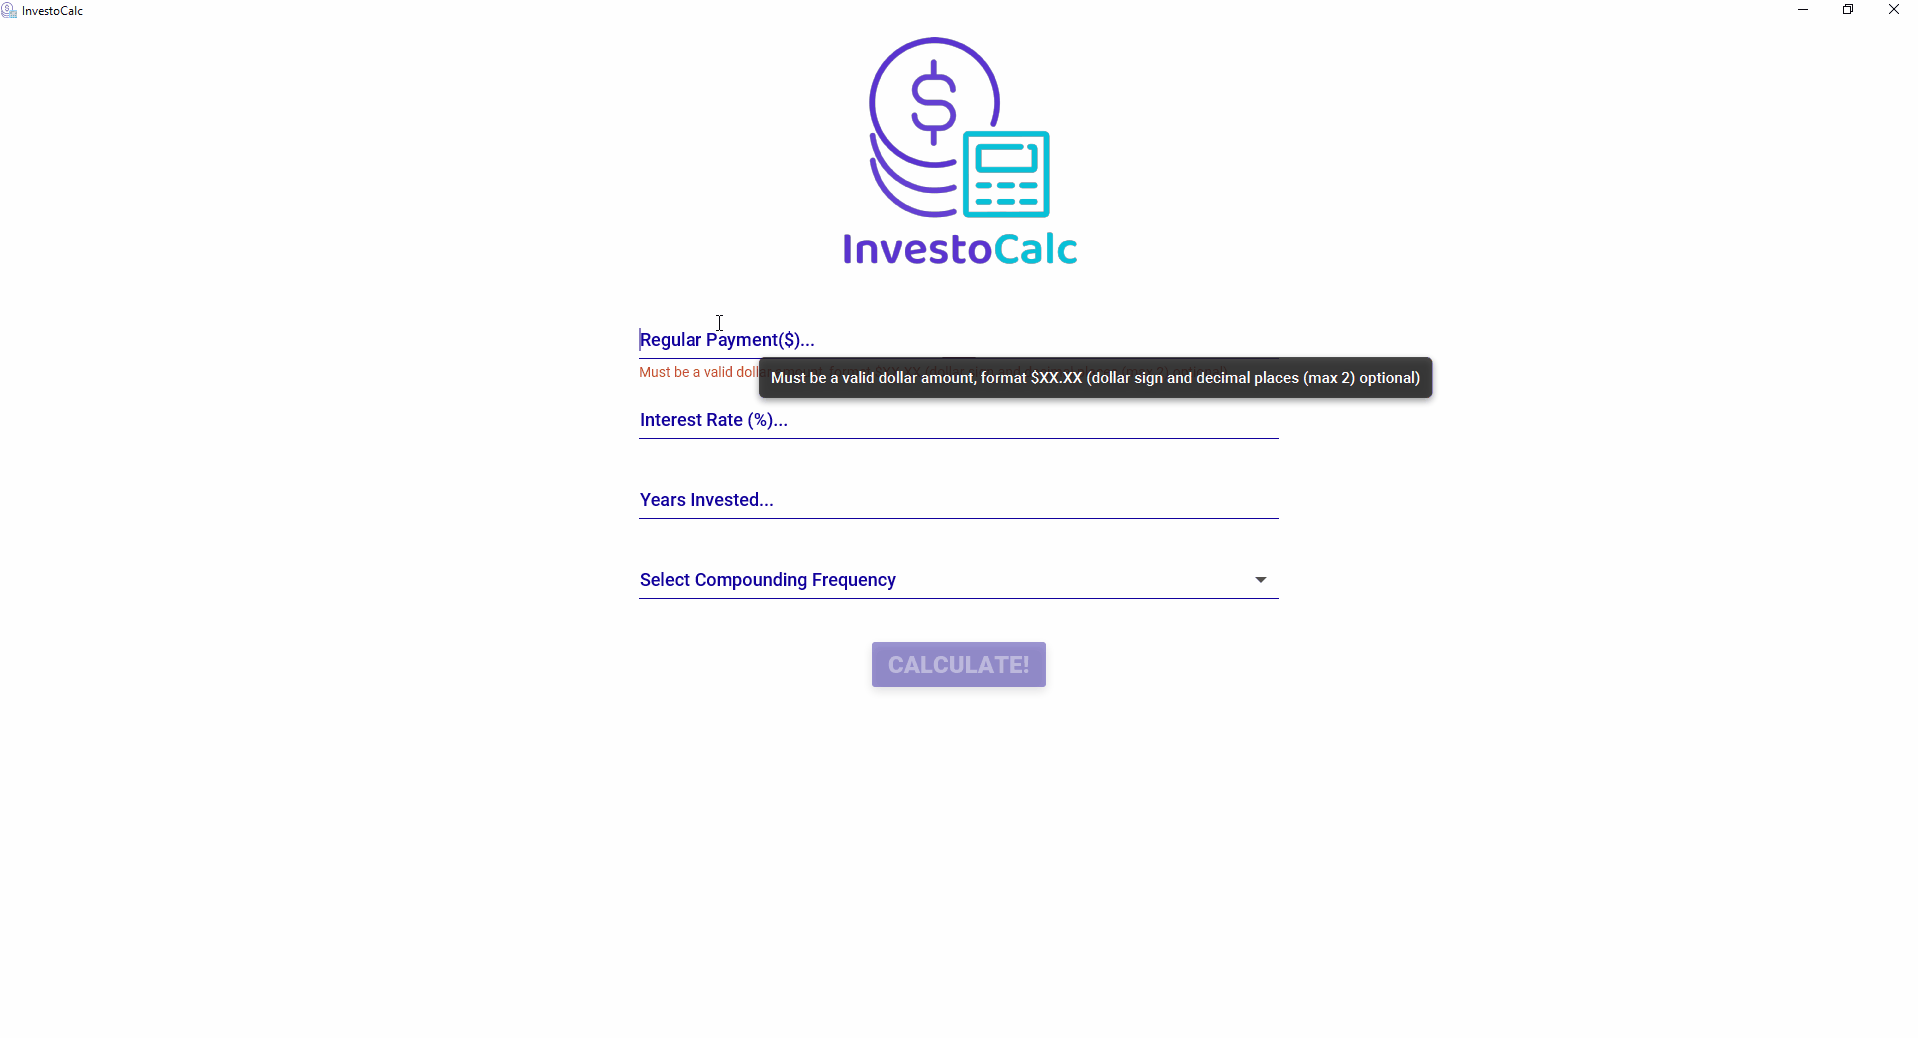 InvestoCalc
$
InvestoCalc
Regular Payment($)...
Must be a valid doll
Must be a valid dollar amount, format $XX.XX (dollar sign and decimal places (max 2) optional)
Interest Rate (%)...
Years Invested...
Select Compounding Frequency
CALCULATE!